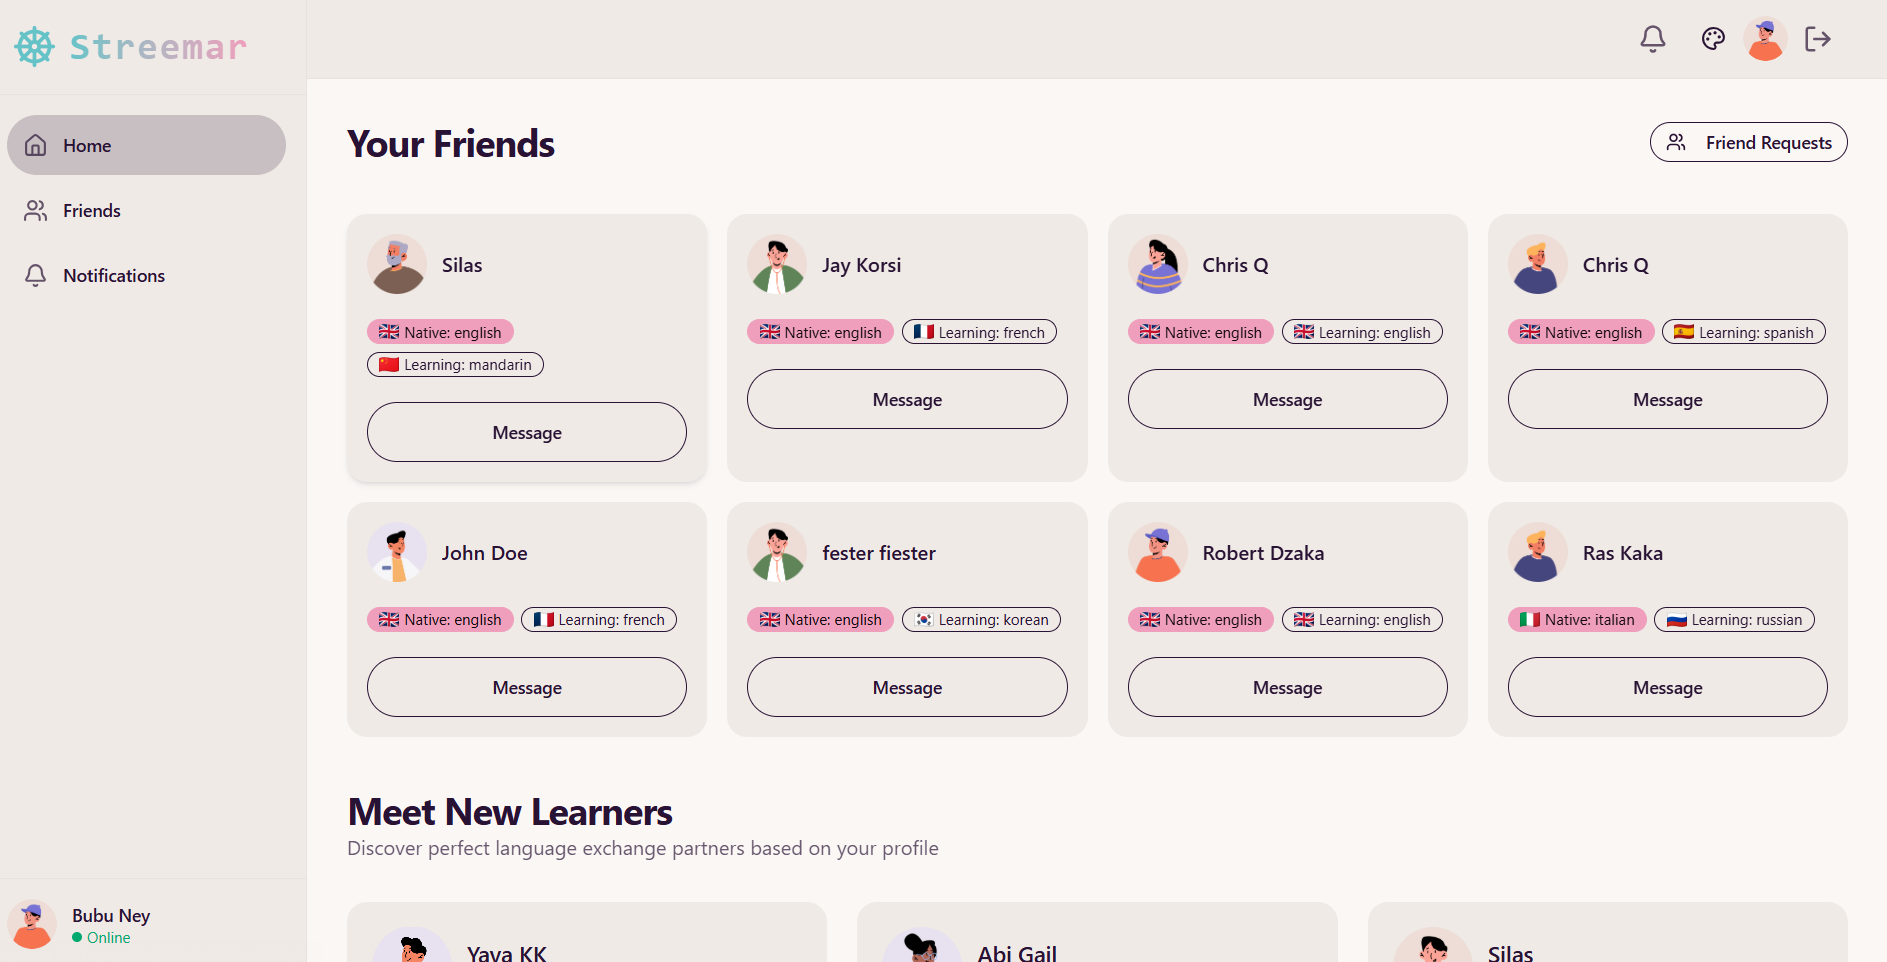 Streemar
Home
Friends
Notifications
Your Friends
Friend Requests
Silas
Native: english
Learning: mandarin
Message
Jay Korsi
Native: english
Learning: french
Message
Chris Q
Native: english
Learning: english
Message
Chris Q
Native: english
Learning: spanish
Message
John Doe
Native: english
Learning: french
Message
fester fiester
Native: english
Learning: korean
Message
Robert Dzaka
Native: english
Learning: english
Message
Ras Kaka
Native: italian
Learning: russian
Message
Meet New Learners
Discover perfect language exchange partners based on your profile
Yaya KK
Abi Gail
Silas
Bubu Ney
Online